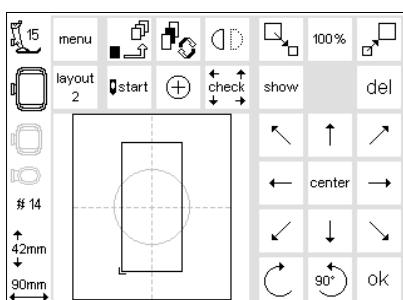 15
menu
100%
layout
2
start
check
show
del
# 14
center
42mm
90mm
90°
ok